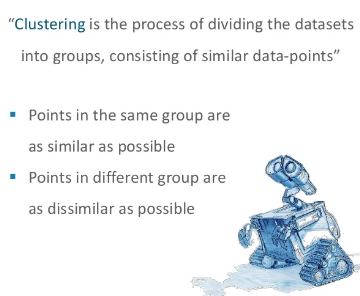 “Clustering is the process of dividing the datasets
into groups, consisting of similar data-points”
▪ Points in the same group are
as similar as possible
▪ Points in different group are
as dissimilar as possible